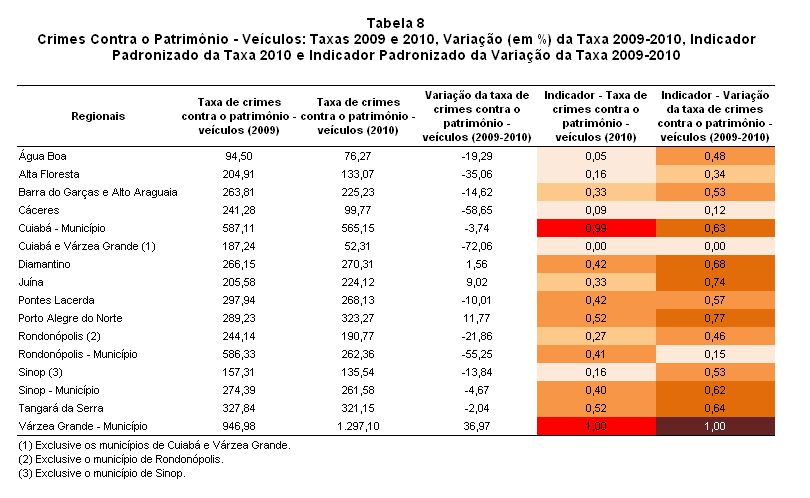 Tabela 8
Crimes Contra o Patrimônio - Veículos: Taxas 2009 e 2010, Variação (em %) da Taxa 2009-2010, Indicador
Padronizado da Taxa 2010 e Indicador Padronizado da Variação da Taxa 2009-2010
Regionais | Taxa de crimes contra o patrimônio - veículos (2009) | Taxa de crimes contra o patrimônio - veículos (2010) | Variação da taxa de crimes contra o patrimônio - veículos (2009-2010) | Indicador - Taxa de crimes contra o patrimônio - veículos (2010) | Indicador - Variação da taxa de crimes contra o patrimônio - veículos (2009-2010)
Água Boa 94,50 76,27 -19,29 0,05 0,48
Alta Floresta 204,91 133,07 -35,06 0,16 0,34
Barra do Garças e Alto Araguaia 263,81 225,23 -14,62 0,33 0,53
Cáceres 241,28 99,77 -58,65 0,09 0,12
Cuiabá - Município 587,11 565,15 -3,74 0,99 0,63
Cuiabá e Várzea Grande (1) 187,24 52,31 -72,06 0,00 0,00
Diamantino 266,15 270,31 1,56 0,42 0,68
Juína 205,58 224,12 9,02 0,33 0,74
Pontes Lacerda 297,94 268,13 -10,01 0,42 0,57
Porto Alegre do Norte 289,23 323,27 11,77 0,52 0,77
Rondonópolis (2) 244,14 190,77 -21,86 0,27 0,46
Rondonópolis - Município 586,33 262,36 -55,25 0,41 0,15
Sinop (3) 157,31 135,54 -13,84 0,16 0,53
Sinop - Município 274,39 261,58 -4,67 0,40 0,62
Tangará da Serra 327,84 321,15 -2,04 0,52 0,64
Várzea Grande - Município 946,98 1.297,10 36,97 1,00 1,00
(1) Exclusive os municípios de Cuiabá e Várzea Grande.
(2) Exclusive o município de Rondonópolis.
(3) Exclusive o município de Sinop.